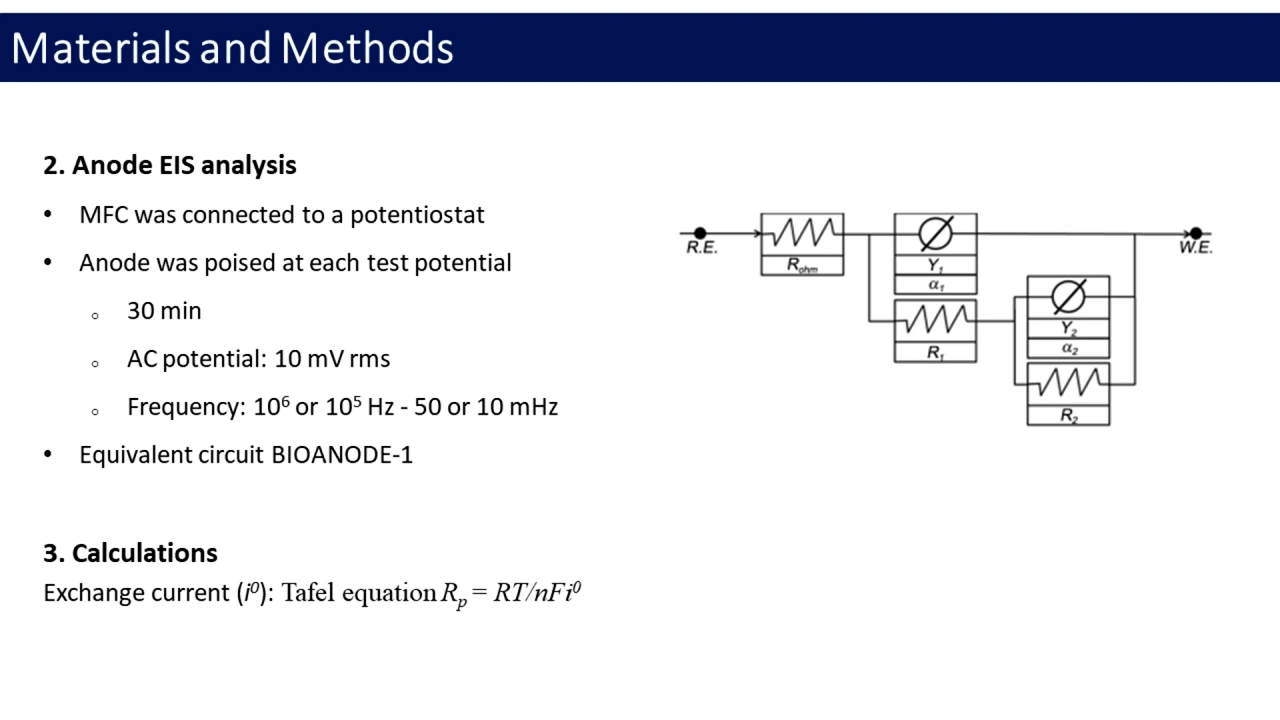 Materials and Methods
2. Anode EIS analysis
• MFC was connected to a potentiostat
• Anode was poised at each test potential
○ 30 min
○ AC potential: 10 mV rms
○ Frequency: 10⁶ or 10⁵ Hz - 50 or 10 mHz
• Equivalent circuit BIOANODE-1
R.E.
Rohm
Y₁
α₁
R₁
Y₂
α₂
R₂
W.E.
3. Calculations
Exchange current (i⁰): Tafel equation Rₚ = RT/nFi⁰